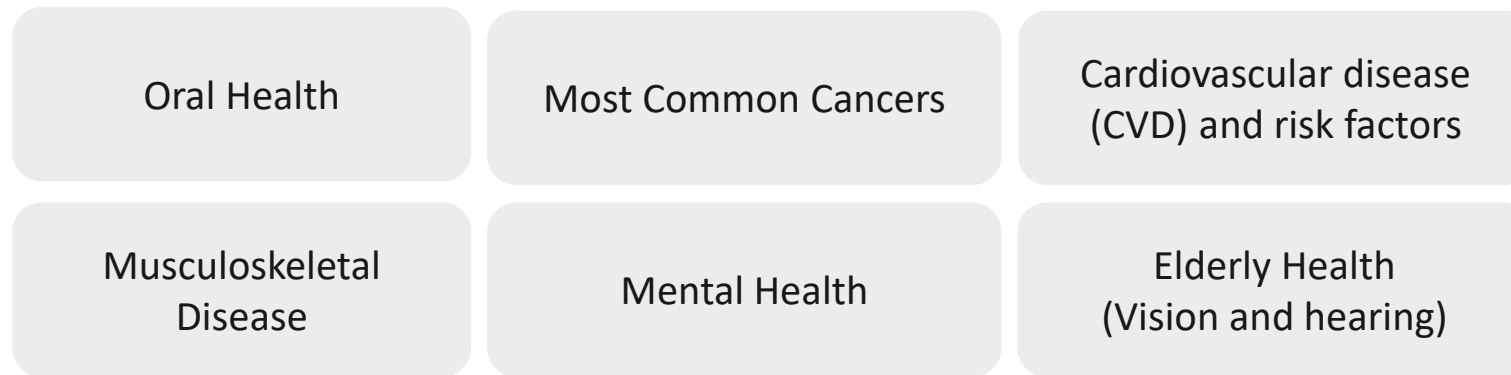 Oral Health
Most Common Cancers
Cardiovascular disease
(CVD) and risk factors
Musculoskeletal
Disease
Mental Health
Elderly Health
(Vision and hearing)